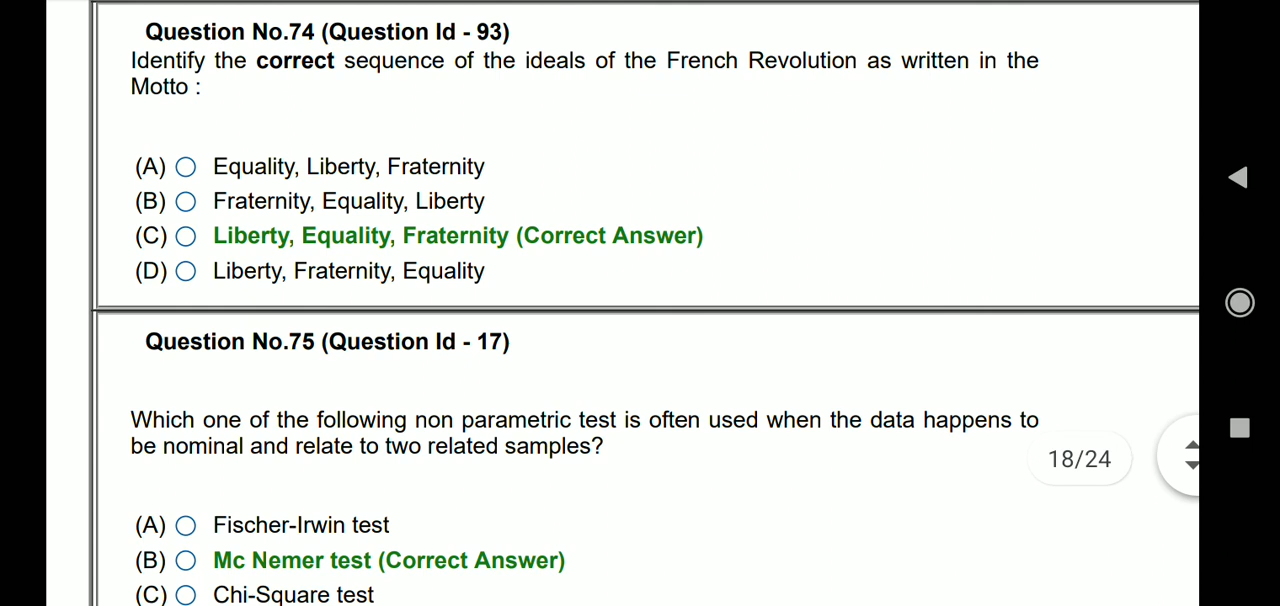 Question No.74 (Question Id - 93)
Identify the correct sequence of the ideals of the French Revolution as written in the
Motto :
(A) Equality, Liberty, Fraternity
(B) Fraternity, Equality, Liberty
(C) Liberty, Equality, Fraternity (Correct Answer)
(D) Liberty, Fraternity, Equality
Question No.75 (Question Id - 17)
Which one of the following non parametric test is often used when the data happens to
be nominal and relate to two related samples?
18/24
(A) Fischer-Irwin test
(B) Mc Nemer test (Correct Answer)
(C) Chi-Square test